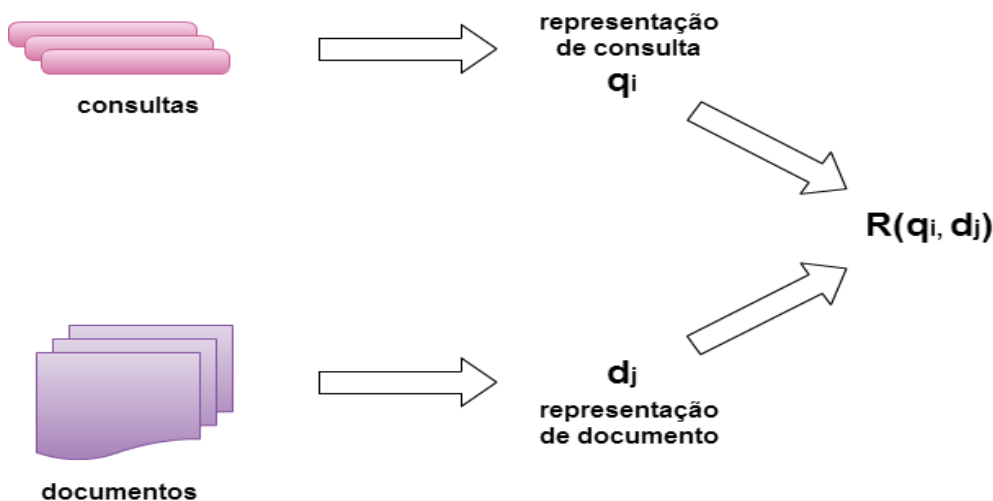 consultas
representação
de consulta
qi
R(qi, dj)
dj
representação
de documento
documentos